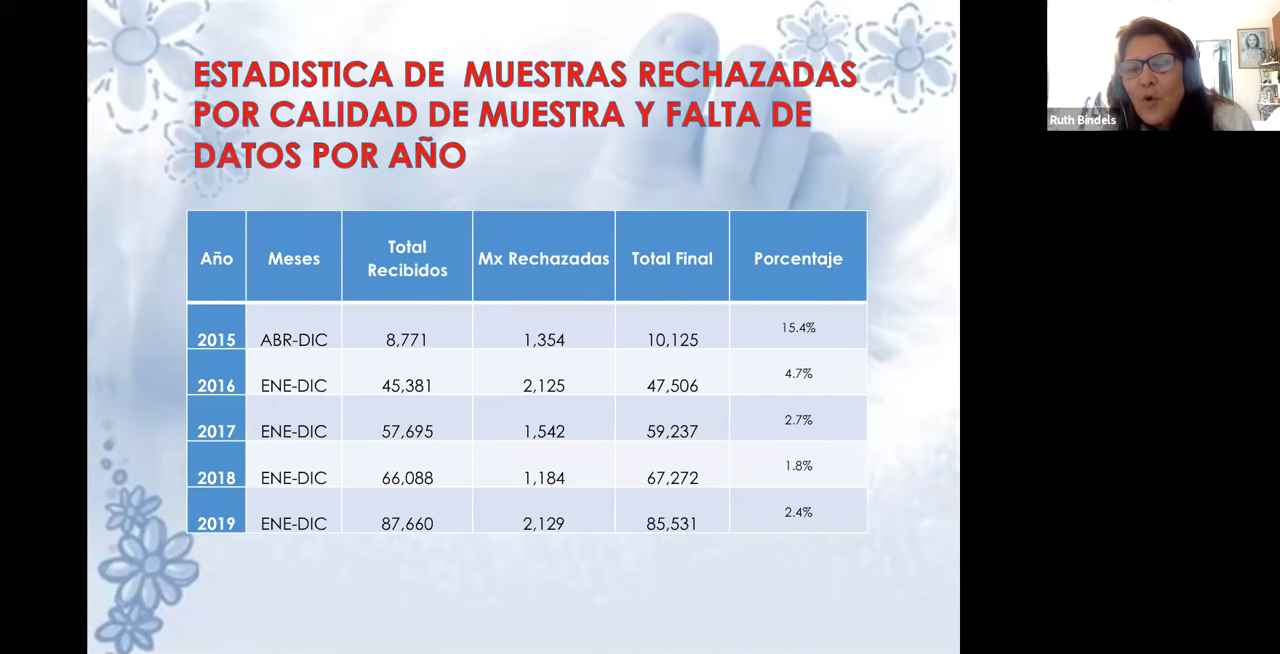 ESTADISTICA DE MUESTRAS RECHAZADAS
POR CALIDAD DE MUESTRA Y FALTA DE
DATOS POR AÑO
Año Meses Total Recibidos Mx Rechazadas Total Final Porcentaje
2015 ABR-DIC 8,771 1,354 10,125 15.4%
2016 ENE-DIC 45,381 2,125 47,506 4.7%
2017 ENE-DIC 57,695 1,542 59,237 2.7%
2018 ENE-DIC 66,088 1,184 67,272 1.8%
2019 ENE-DIC 87,660 2,129 85,531 2.4%
Ruth Bindels